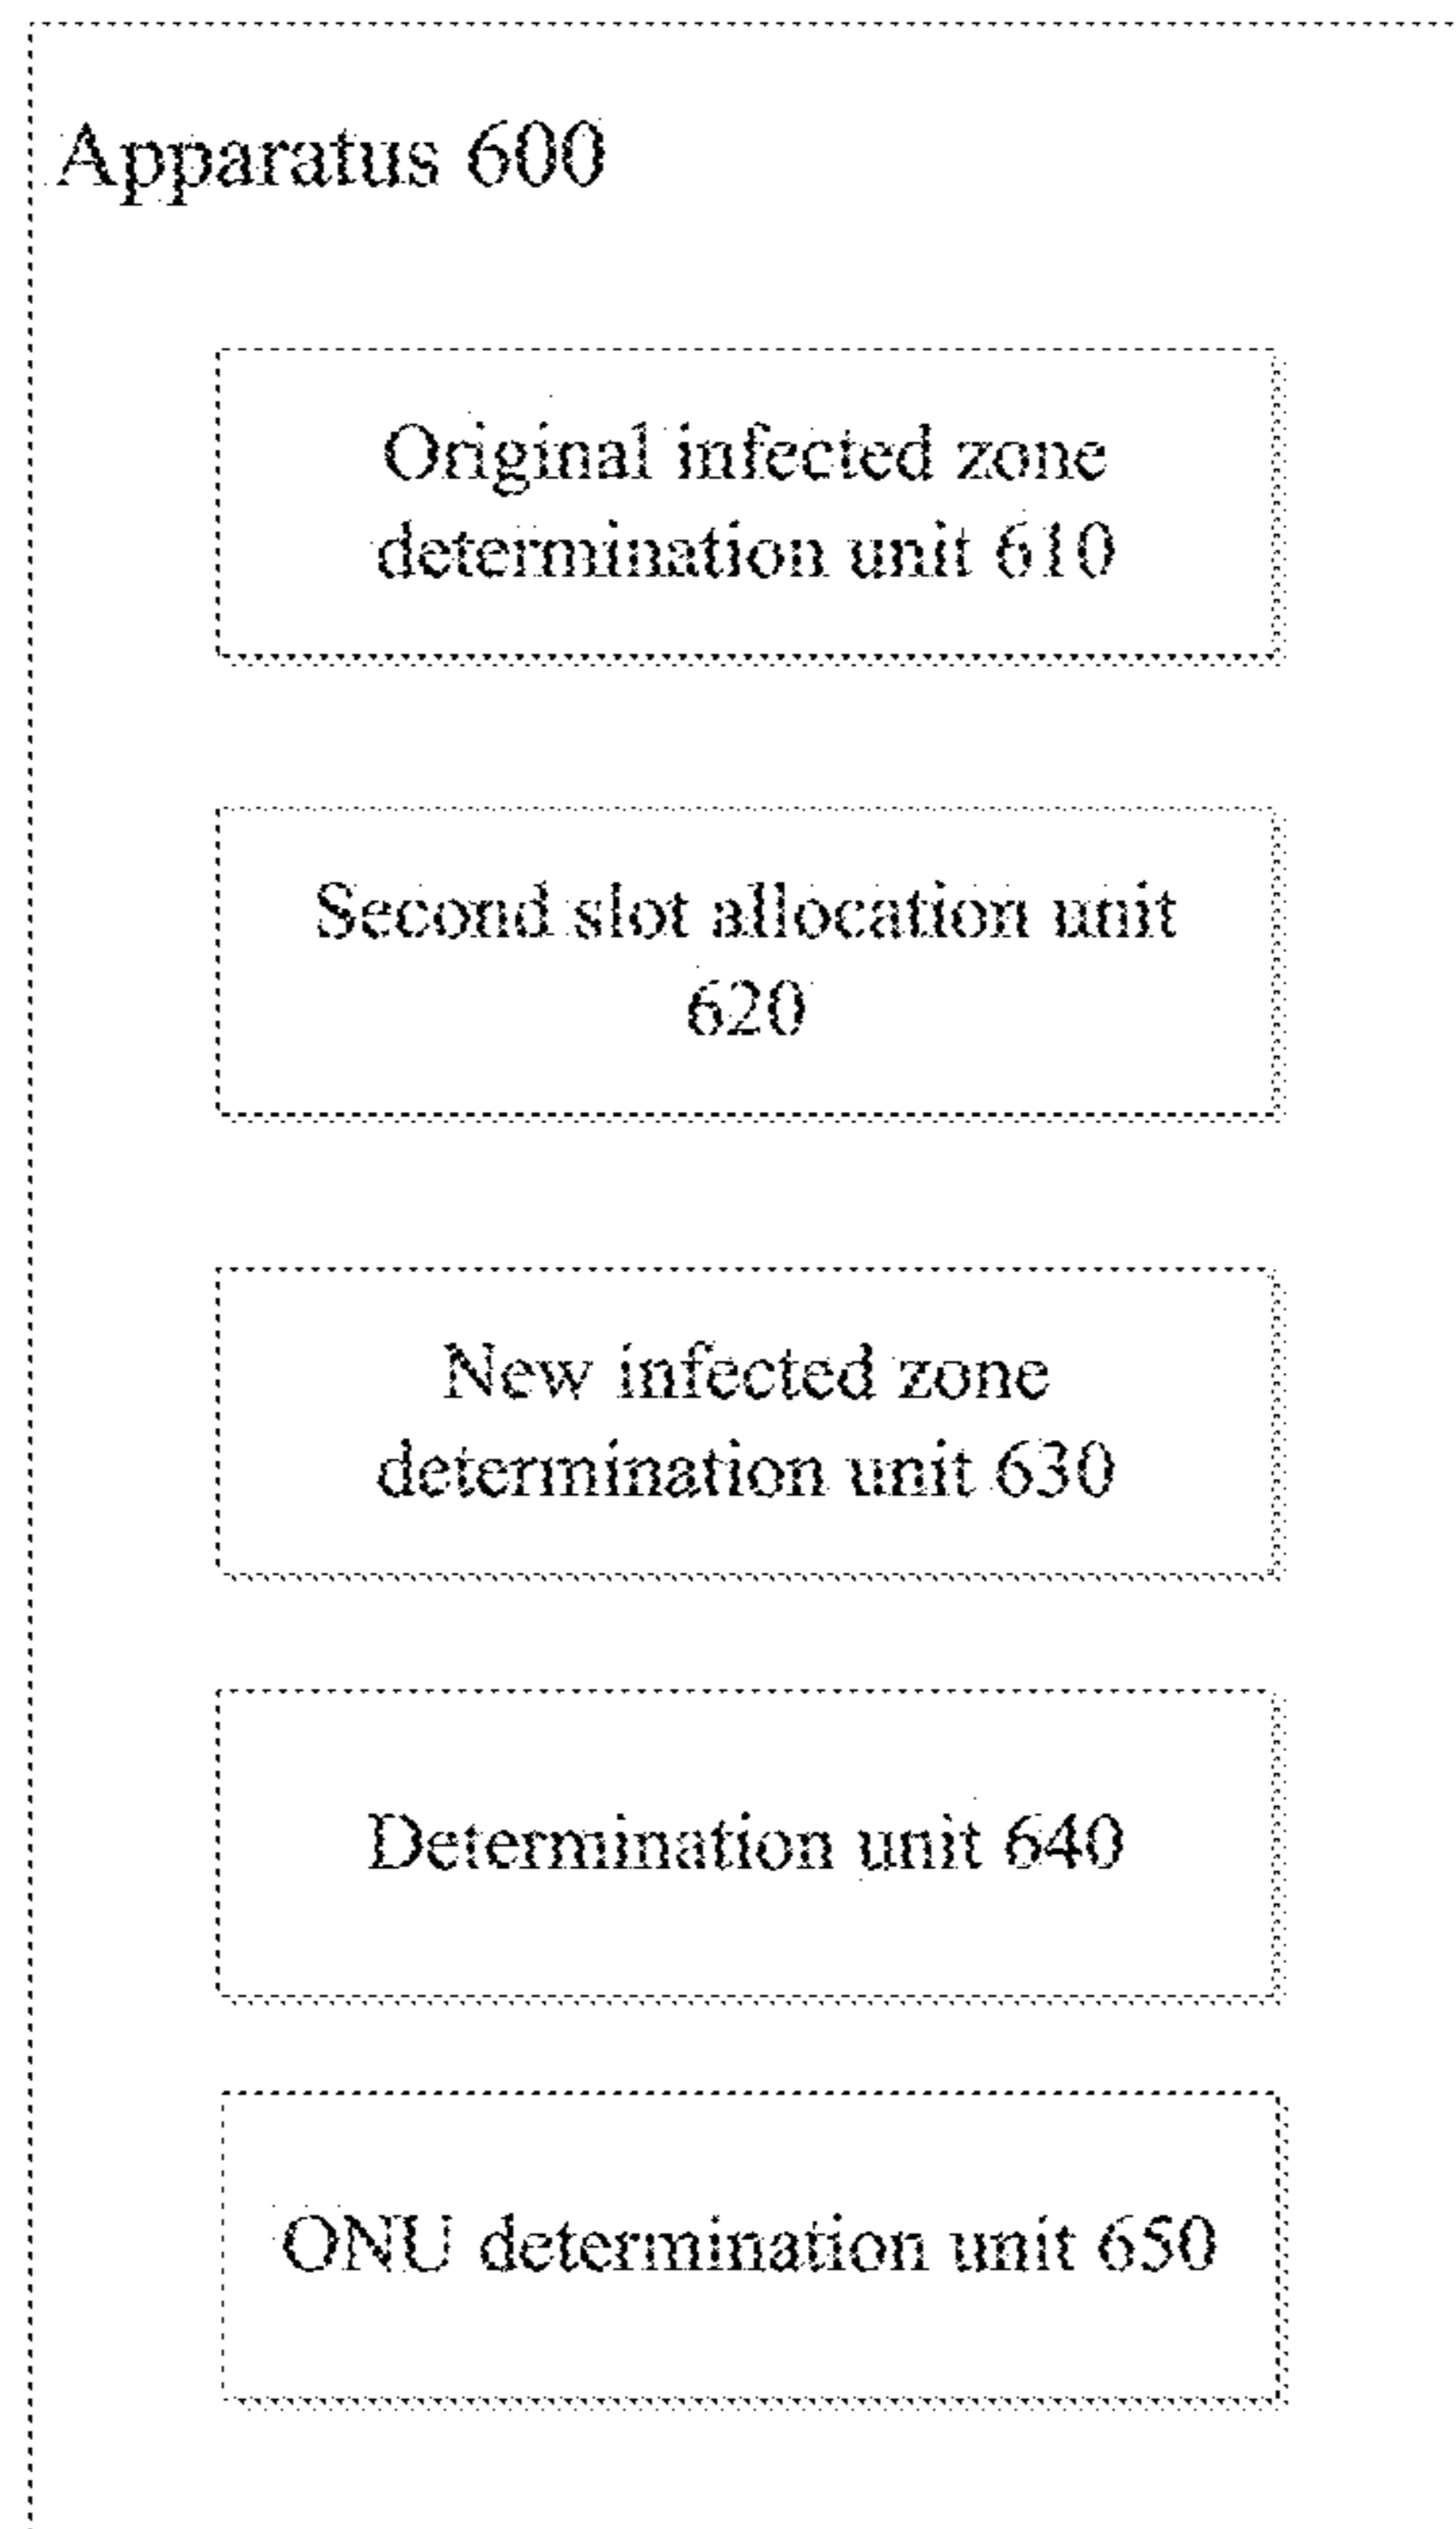 Apparatus 600
Original infected zone
determination unit 610
Second slot allocation unit
620
New infected zone
determination unit 630
Determination unit 640
ONU determination unit 650